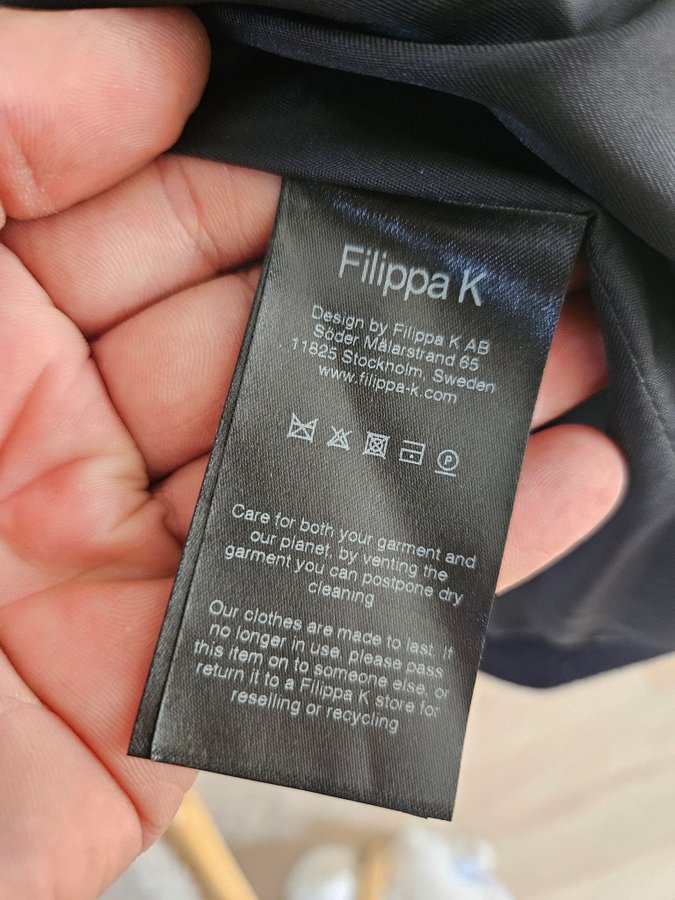 Filippa K
Design by Filippa K AB
Söder Mälarstrand 65
11825 Stockholm, Sweden
www.filippa-k.com
P
Care for both your garment and
our planet, by venting the
garment you can postpone dry
cleaning
Our clothes are made to last. If
no longer in use, please pass
this item on to someone else, or
return it to a Filippa K store for
reselling or recycling